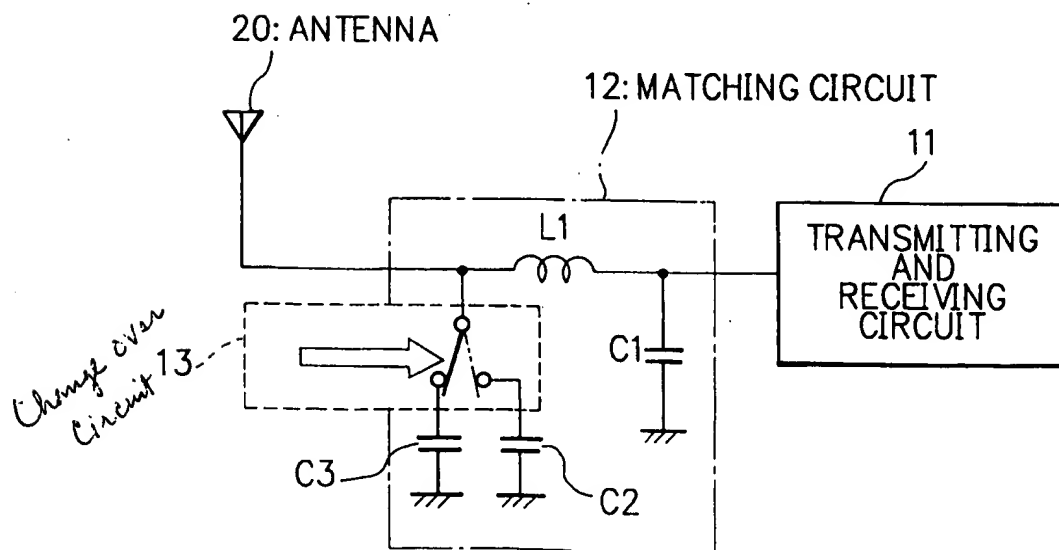 20: ANTENNA
12: MATCHING CIRCUIT
11
TRANSMITTING
AND
RECEIVING
CIRCUIT
L1
C1
Change over
Circuit 13
C3
C2